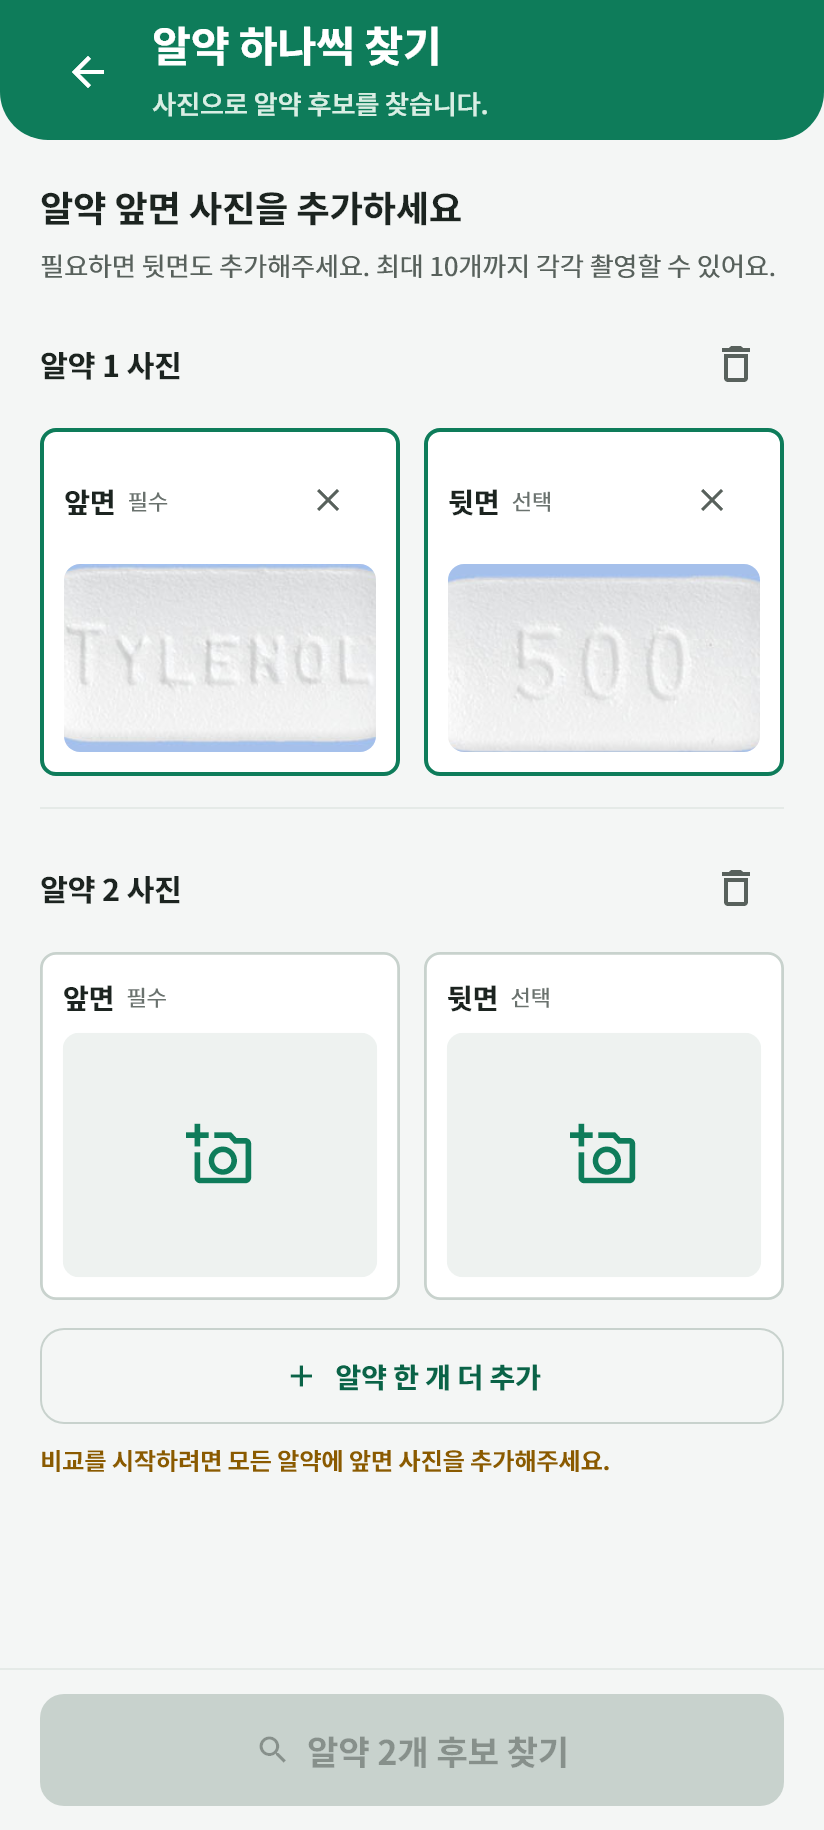 알약 하나씩 찾기
사진으로 알약 후보를 찾습니다.
알약 앞면 사진을 추가하세요
필요하면 뒷면도 추가해주세요. 최대 10개까지 각각 촬영할 수 있어요.
알약 1 사진
앞면 필수
뒷면 선택
TYLENOL
500
알약 2 사진
앞면 필수
뒷면 선택
+ 알약 한 개 더 추가
비교를 시작하려면 모든 알약에 앞면 사진을 추가해주세요.
알약 2개 후보 찾기